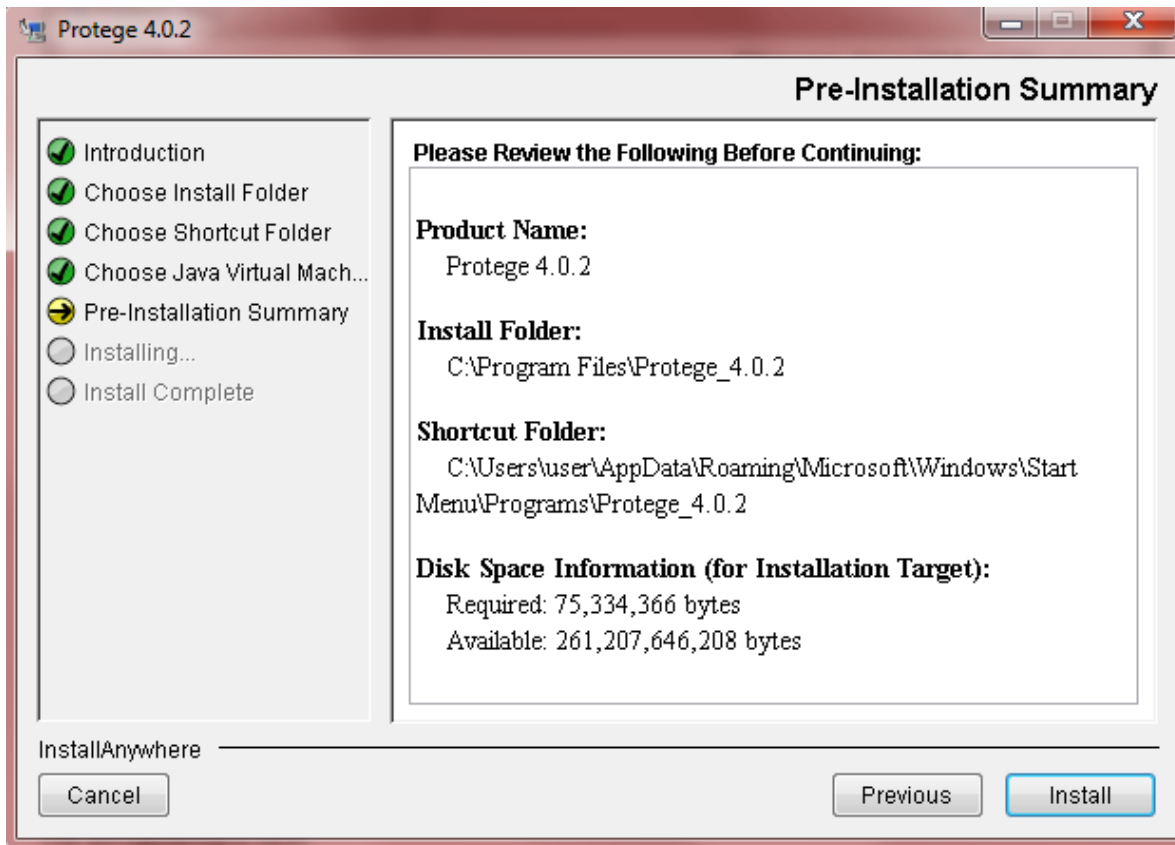 Protege 4.0.2
Pre-Installation Summary
Introduction
Choose Install Folder
Choose Shortcut Folder
Choose Java Virtual Mach...
Pre-Installation Summary
Installing...
Install Complete
Please Review the Following Before Continuing:
Product Name:
Protege 4.0.2
Install Folder:
C:\Program Files\Protege_4.0.2
Shortcut Folder:
C:\Users\user\AppData\Roaming\Microsoft\Windows\Start
Menu\Programs\Protege_4.0.2
Disk Space Information (for Installation Target):
Required: 75,334,366 bytes
Available: 261,207,646,208 bytes
InstallAnywhere
Cancel
Previous
Install